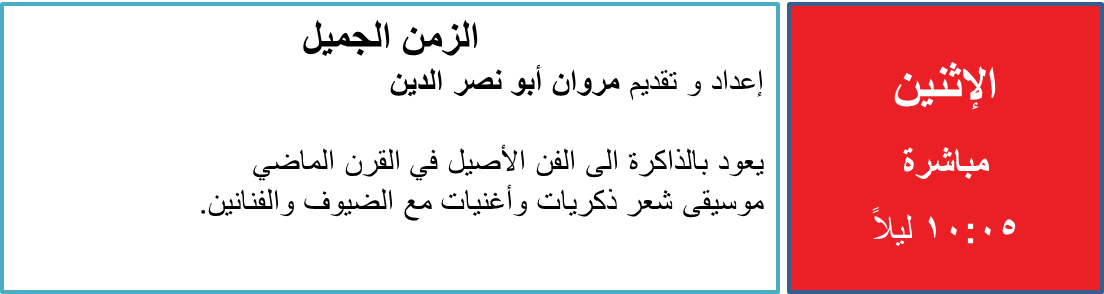 الإثنين
مباشرة
١٠:٠٥ ليلاً
الزمن الجميل
إعداد و تقديم مروان أبو نصر الدين
يعود بالذاكرة الى الفن الأصيل في القرن الماضي
موسيقى شعر ذكريات وأغنيات مع الضيوف والفنانين.